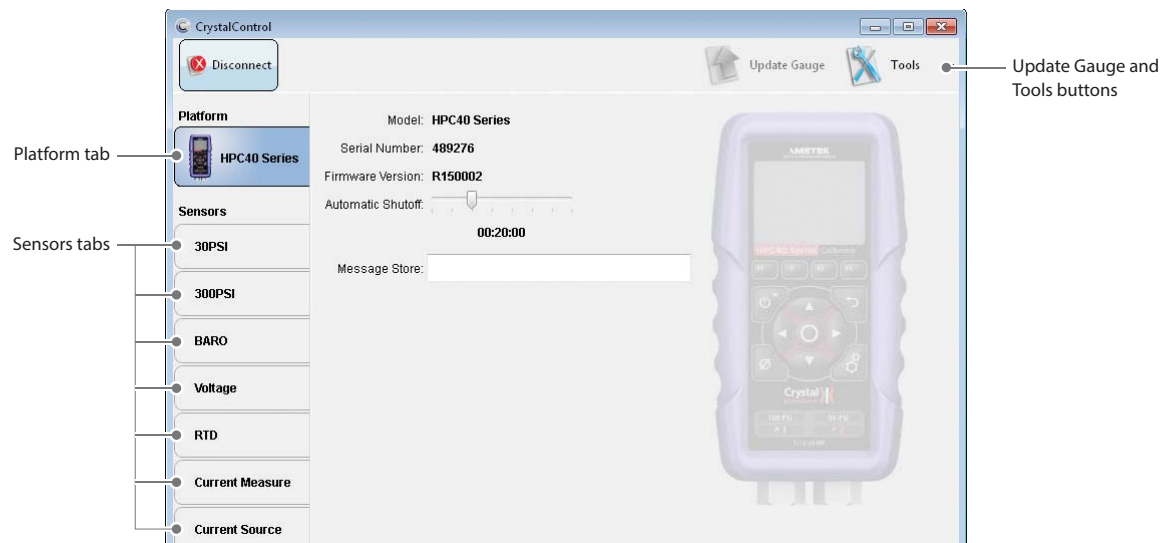 CrystalControl
Disconnect
Update Gauge
Tools
Update Gauge and
Tools buttons
Platform
Platform tab
HPC40 Series
Model: HPC40 Series
Serial Number: 489276
Firmware Version: R150002
Automatic Shutoff:
00:20:00
Message Store:
Sensors
Sensors tabs
30PSI
300PSI
BARO
Voltage
RTD
Current Measure
Current Source
AMETEK
HPC40 Series Calibrator
Crystal